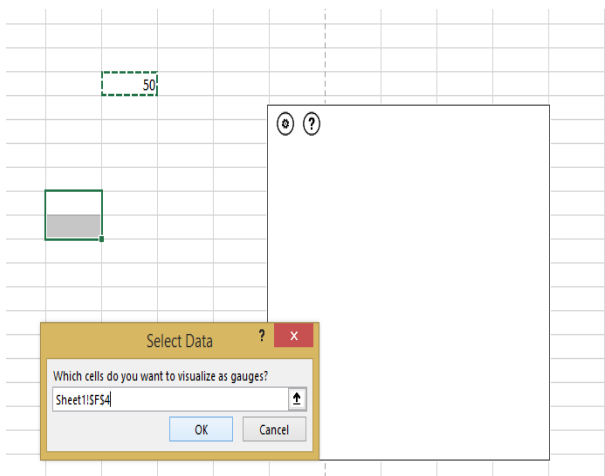 50
?
Select Data ? x
Which cells do you want to visualize as gauges?
Sheet1!$F$4
OK Cancel